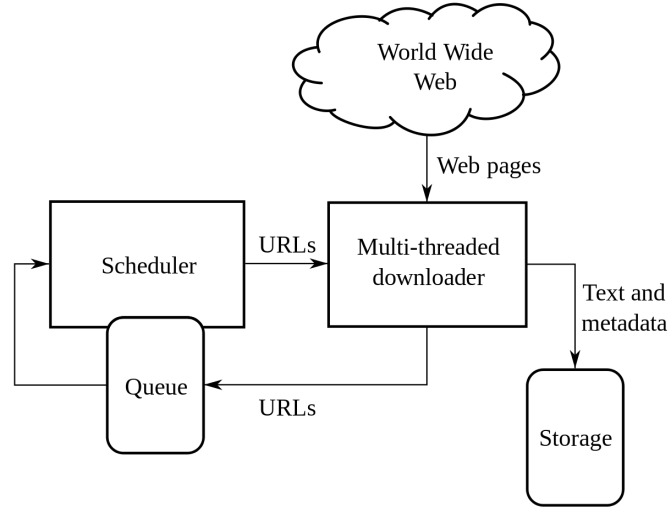 World Wide
Web
Web pages
Scheduler
URLs
Multi-threaded
downloader
Text and
metadata
Queue
URLs
Storage